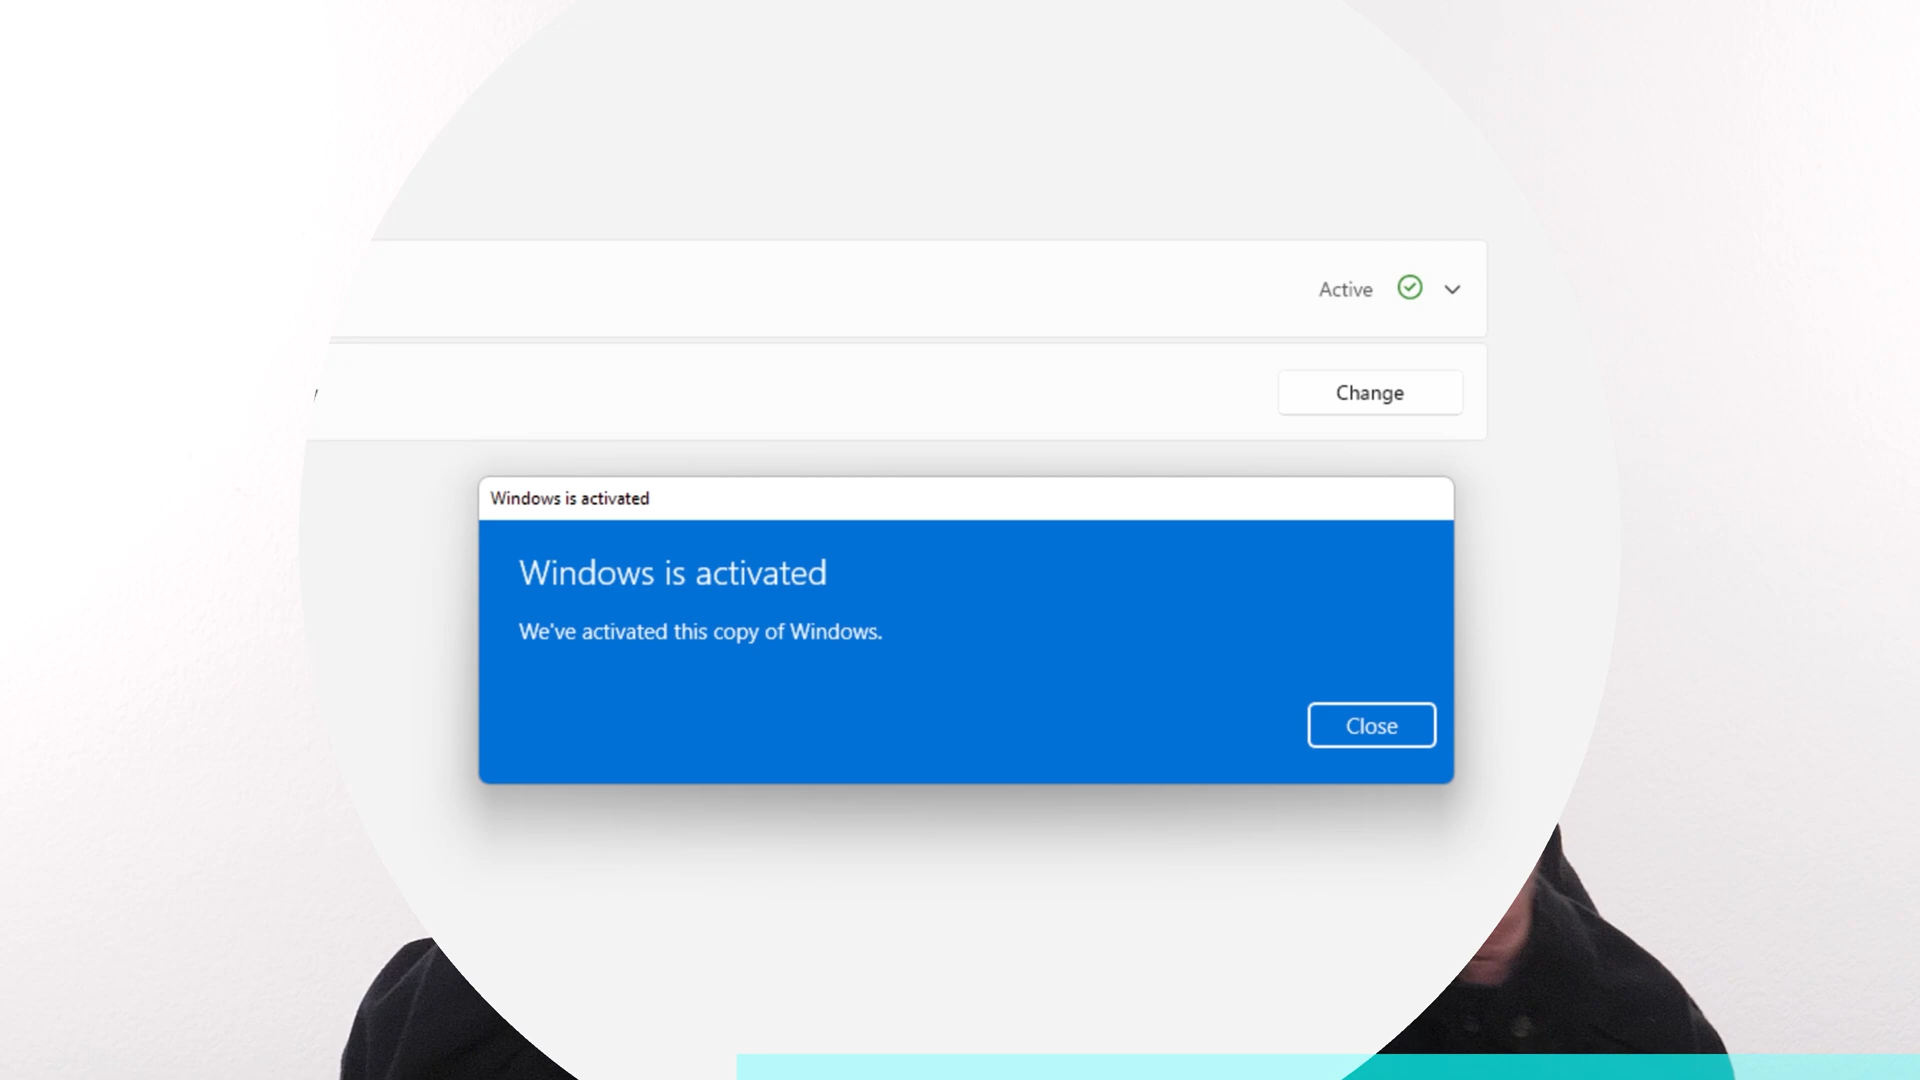 Active
Change
Windows is activated
Windows is activated
We've activated this copy of Windows.
Close